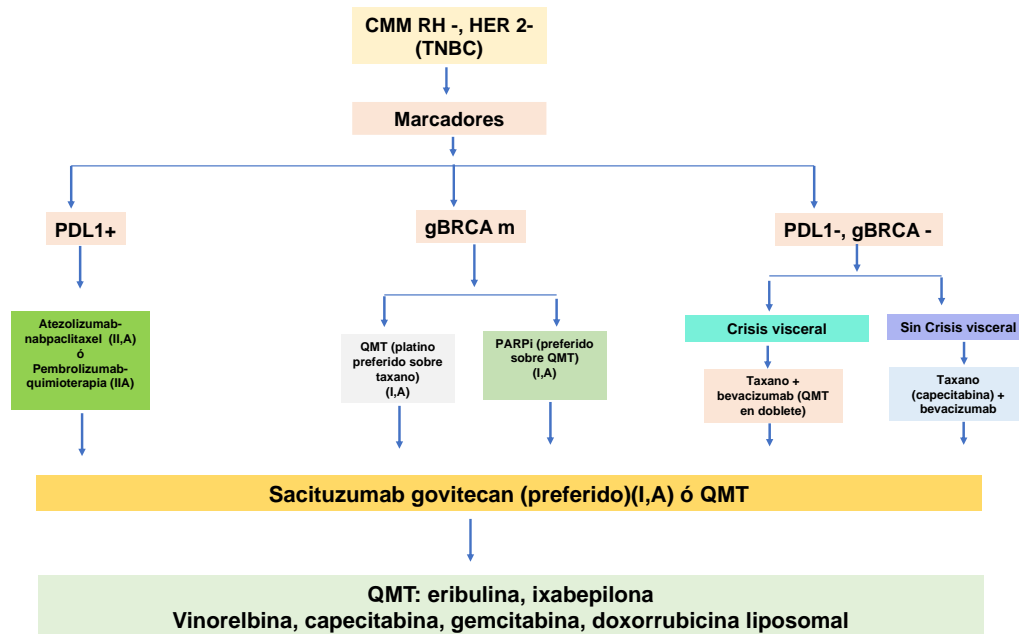 CMM RH -, HER 2-
(TNBC)
Marcadores
PDL1+
gBRCA m
PDL1-, gBRCA -
Atezolizumab-
nabpaclitaxel (II,A)
ó
Pembrolizumab-
quimioterapia (IIA)
QMT (platino
preferido sobre
taxano)
(I,A)
PARPi (preferido
sobre QMT)
(I,A)
Crisis visceral
Sin Crisis visceral
Taxano +
bevacizumab (QMT
en doblete)
Taxano
(capecitabina) +
bevacizumab
Sacituzumab govitecan (preferido)(I,A) ó QMT
QMT: eribulina, ixabepilona
Vinorelbina, capecitabina, gemcitabina, doxorrubicina liposomal